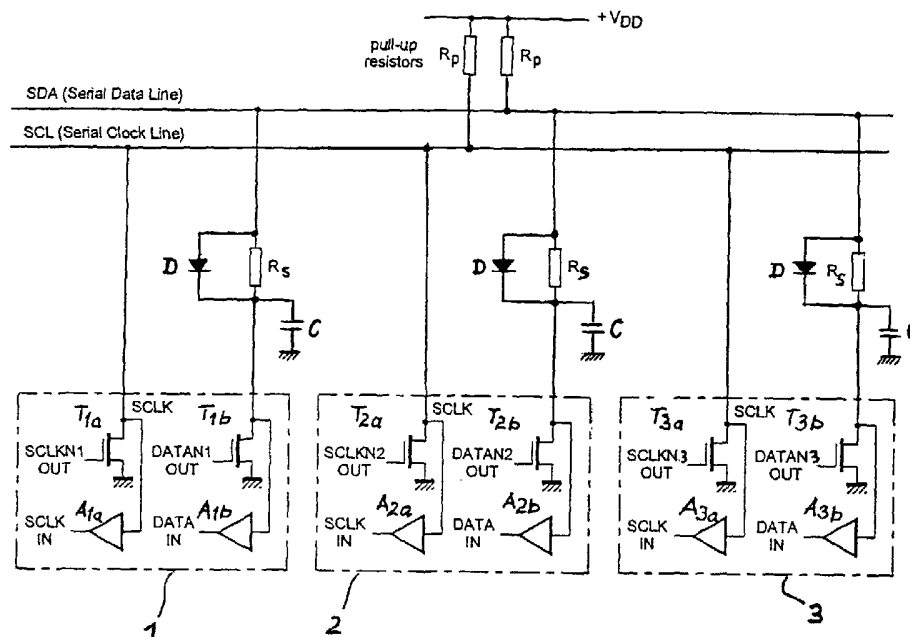 + VDD
pull-up
resistors
Rp
Rp
SDA (Serial Data Line)
SCL (Serial Clock Line)
D
Rs
C
D
Rs
C
D
Rs
T1a
SCLK
T1b
T2a
SCLK
T2b
T3a
SCLK
T3b
SCLKN1
OUT
DATAN1
OUT
SCLKN2
OUT
DATAN2
OUT
SCLKN3
OUT
DATAN3
OUT
SCLK
IN
A1a
DATA
IN
A1b
SCLK
IN
A2a
DATA
IN
A2b
SCLK
IN
A3a
DATA
IN
A3b
1
2
3